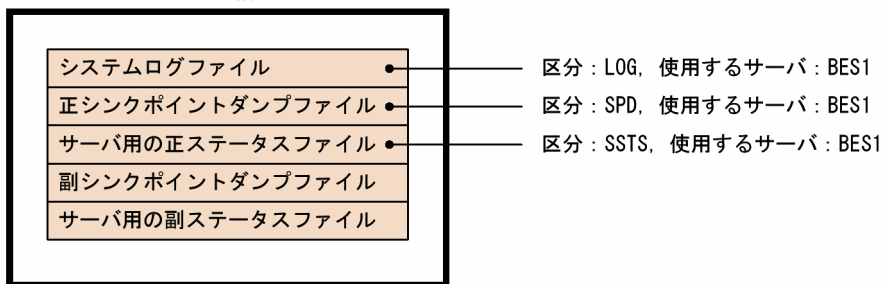 システムログファイル
区分：LOG，使用するサーバ：BES1
正シンクポイントダンプファイル
区分：SPD，使用するサーバ：BES1
サーバ用の正ステータスファイル
区分：SSTS，使用するサーバ：BES1
副シンクポイントダンプファイル
サーバ用の副ステータスファイル